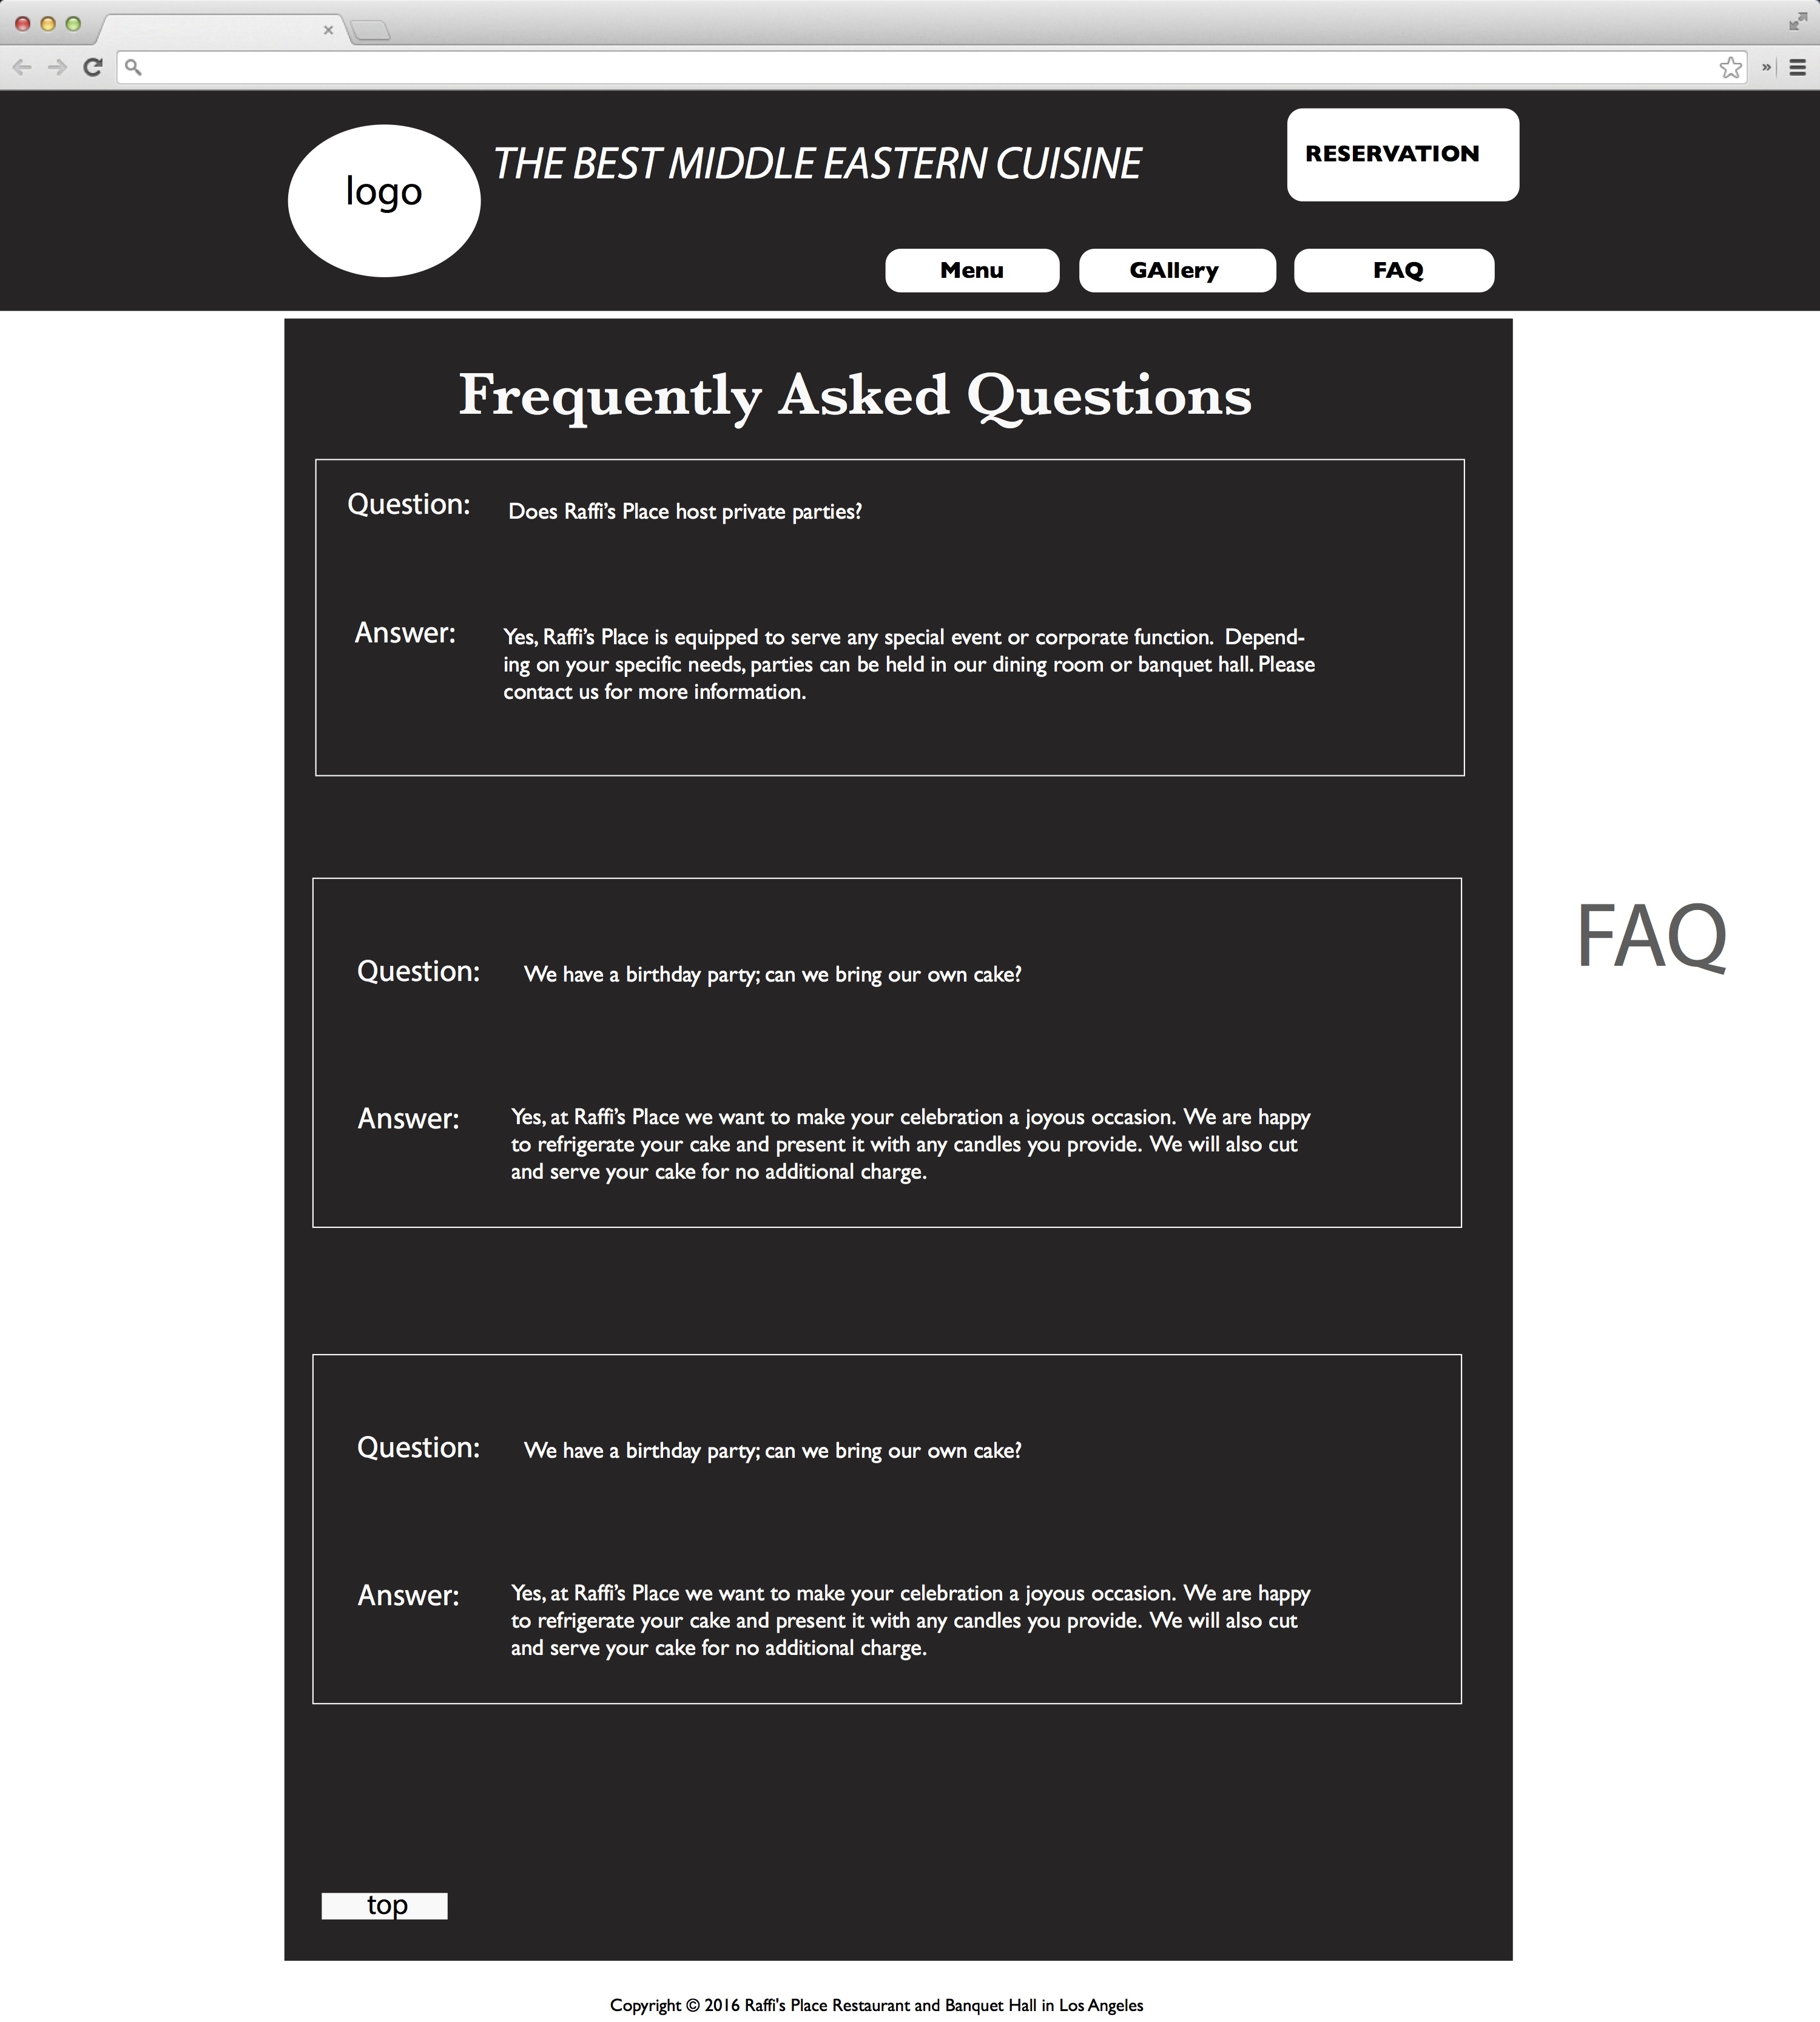 THE BEST MIDDLE EASTERN CUISINE
RESERVATION
logo
Menu
GAllery
FAQ
Frequently Asked Questions
Question: Does Raffi’s Place host private parties?
Answer: Yes, Raffi’s Place is equipped to serve any special event or corporate function. Depend-
ing on your specific needs, parties can be held in our dining room or banquet hall. Please
contact us for more information.
FAQ
Question: We have a birthday party; can we bring our own cake?
Answer: Yes, at Raffi’s Place we want to make your celebration a joyous occasion. We are happy
to refrigerate your cake and present it with any candles you provide. We will also cut
and serve your cake for no additional charge.
Question: We have a birthday party; can we bring our own cake?
Answer: Yes, at Raffi’s Place we want to make your celebration a joyous occasion. We are happy
to refrigerate your cake and present it with any candles you provide. We will also cut
and serve your cake for no additional charge.
top
Copyright © 2016 Raffi's Place Restaurant and Banquet Hall in Los Angeles